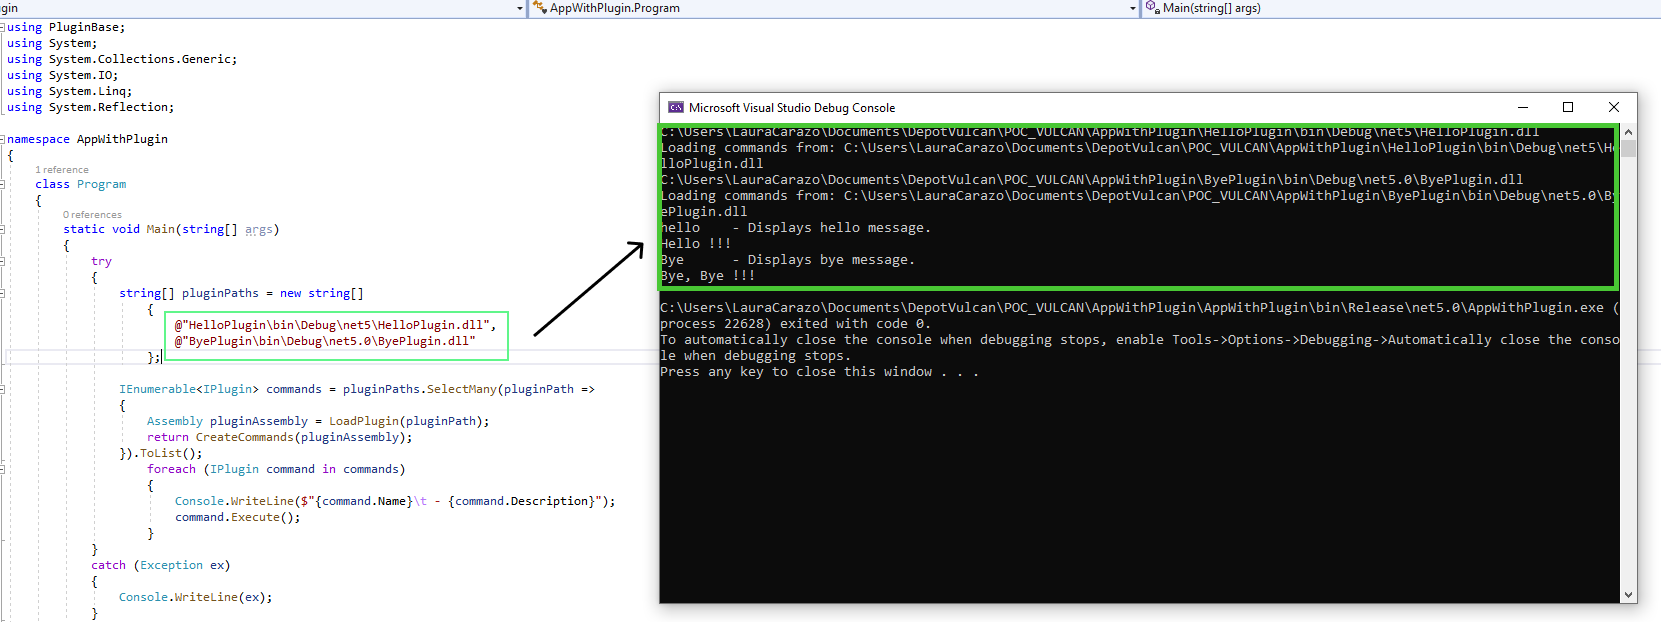 gin
AppWithPlugin.Program
Main(string[] args)
using PluginBase;
using System;
using System.Collections.Generic;
using System.IO;
using System.Linq;
using System.Reflection;
namespace AppWithPlugin
{
1 reference
class Program
{
0 references
static void Main(string[] args)
{
try
{
string[] pluginPaths = new string[]
{
@"HelloPlugin\bin\Debug\net5\HelloPlugin.dll",
@"ByePlugin\bin\Debug\net5.0\ByePlugin.dll"
};
IEnumerable<IPlugin> commands = pluginPaths.SelectMany(pluginPath =>
{
Assembly pluginAssembly = LoadPlugin(pluginPath);
return CreateCommands(pluginAssembly);
}).ToList();
foreach (IPlugin command in commands)
{
Console.WriteLine($"{command.Name}\t - {command.Description}");
command.Execute();
}
}
catch (Exception ex)
{
Console.WriteLine(ex);
}
Microsoft Visual Studio Debug Console
C:\Users\LauraCarazo\Documents\DepotVulcan\POC_VULCAN\AppWithPlugin\HelloPlugin\bin\Debug\net5\HelloPlugin.dll
Loading commands from: C:\Users\LauraCarazo\Documents\DepotVulcan\POC_VULCAN\AppWithPlugin\HelloPlugin\bin\Debug\net5\He
lloPlugin.dll
C:\Users\LauraCarazo\Documents\DepotVulcan\POC_VULCAN\AppWithPlugin\ByePlugin\bin\Debug\net5.0\ByePlugin.dll
Loading commands from: C:\Users\LauraCarazo\Documents\DepotVulcan\POC_VULCAN\AppWithPlugin\ByePlugin\bin\Debug\net5.0\By
ePlugin.dll
hello    - Displays hello message.
Hello !!!
Bye      - Displays bye message.
Bye, Bye !!!
C:\Users\LauraCarazo\Documents\DepotVulcan\POC_VULCAN\AppWithPlugin\AppWithPlugin\bin\Release\net5.0\AppWithPlugin.exe (
process 22628) exited with code 0.
To automatically close the console when debugging stops, enable Tools->Options->Debugging->Automatically close the conso
le when debugging stops.
Press any key to close this window . . .